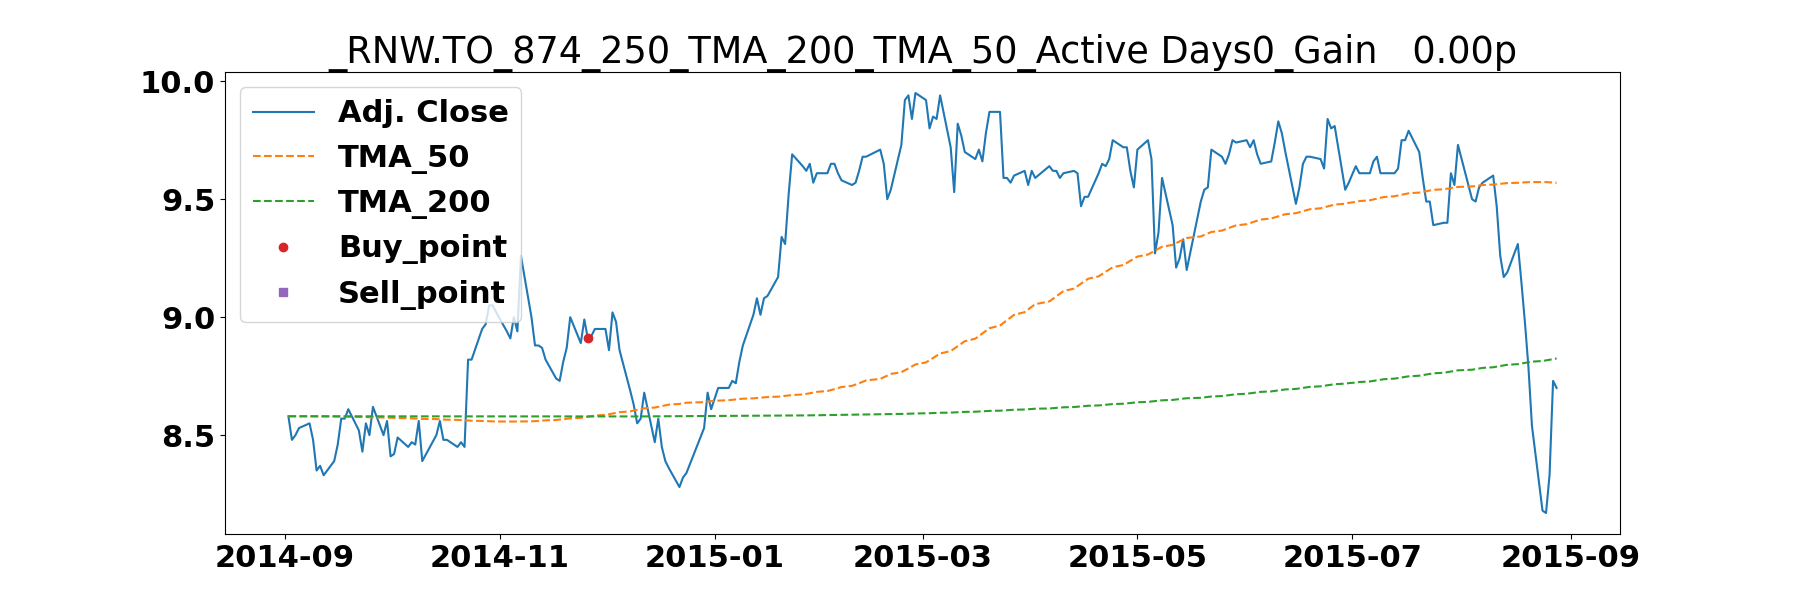 _RNW.TO_874_250_TMA_200_TMA_50_Active Days0_Gain   0.00p
10.0
9.5
9.0
8.5
Adj. Close
TMA_50
TMA_200
Buy_point
Sell_point
2014-09 2014-11 2015-01 2015-03 2015-05 2015-07 2015-09